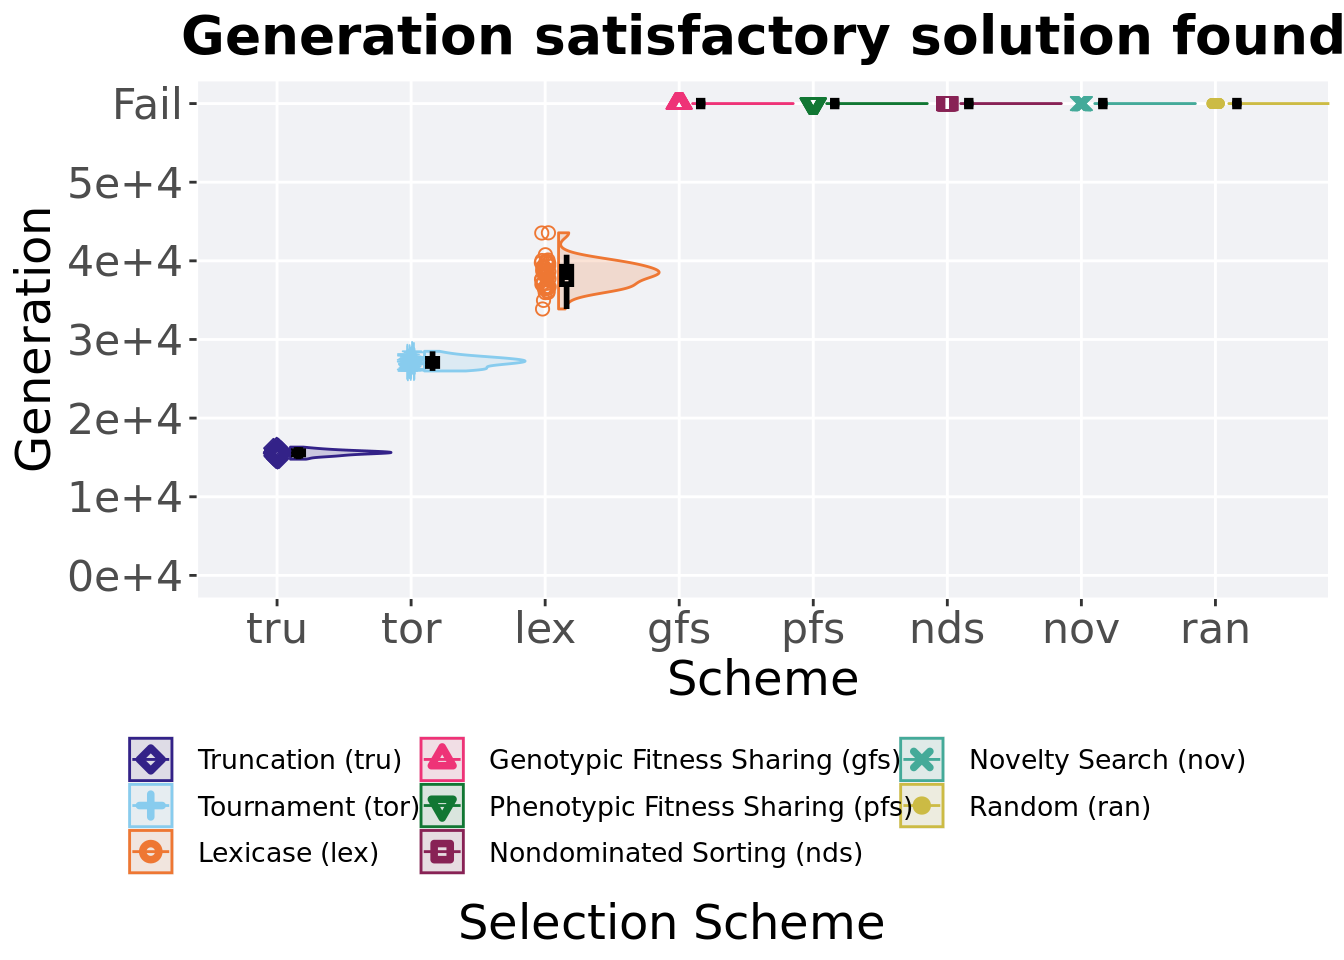 Generation satisfactory solution found
Fail
5e+4
4e+4
3e+4
2e+4
1e+4
0e+4
Generation
tru tor lex gfs pfs nds nov ran
Scheme
Truncation (tru) Genotypic Fitness Sharing (gfs) Novelty Search (nov)
Tournament (tor) Phenotypic Fitness Sharing (pfs) Random (ran)
Lexicase (lex) Nondominated Sorting (nds)
Selection Scheme